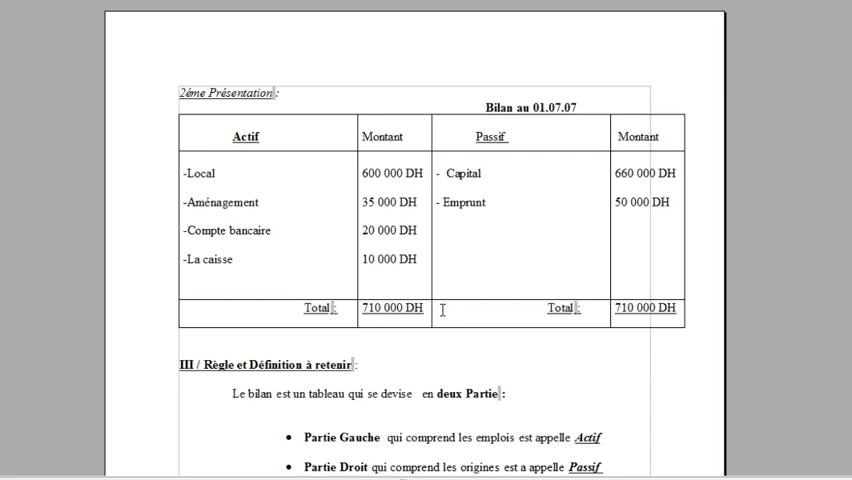 2éme Présentation :
Bilan au 01.07.07
Actif Montant Passif Montant
-Local 600 000 DH - Capital 660 000 DH
-Aménagement 35 000 DH - Emprunt 50 000 DH
-Compte bancaire 20 000 DH
-La caisse 10 000 DH
Total : 710 000 DH Total : 710 000 DH
III / Règle et Définition à retenir :
Le bilan est un tableau qui se devise en deux Partie :
• Partie Gauche qui comprend les emplois est appelle Actif
• Partie Droit qui comprend les origines est a appelle Passif